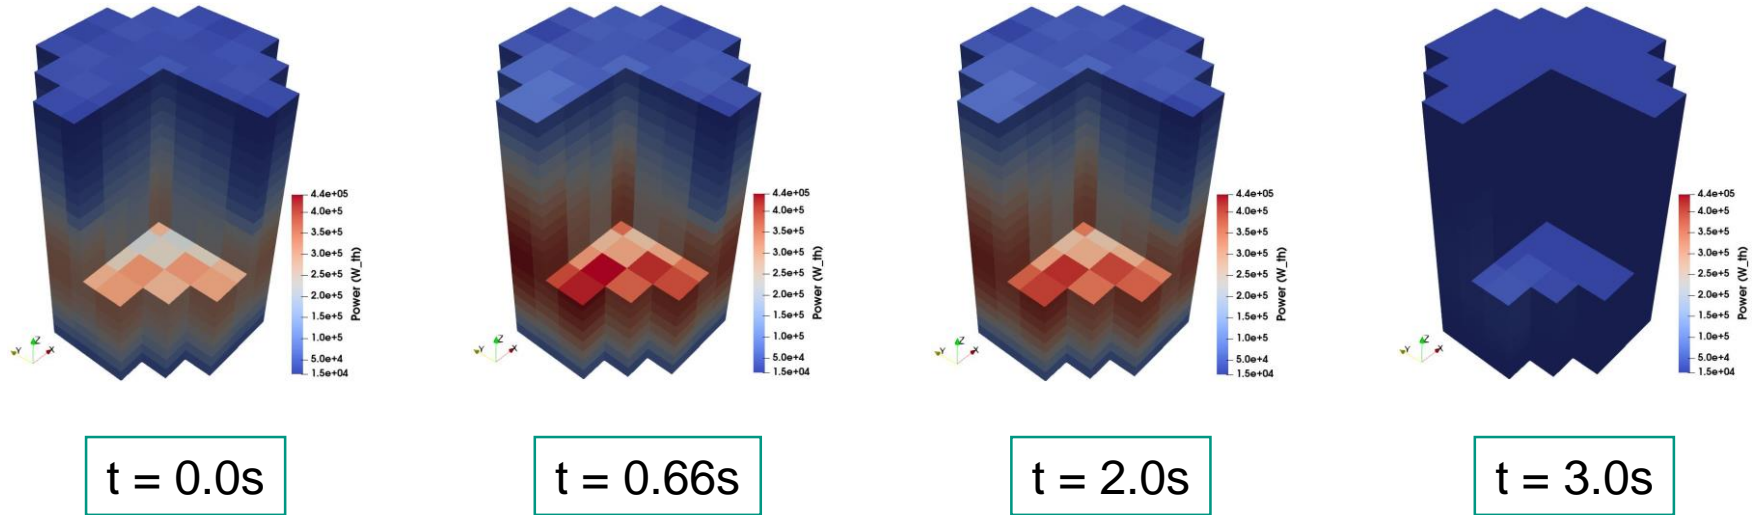 4.4e+05
4.0e+5
3.5e+5
3.0e+5
2.5e+5
2.0e+5
1.5e+5
1.0e+5
5.0e+4
1.5e+04
Power (W_th)
Z
Y
X
t = 0.0s
4.4e+05
4.0e+5
3.5e+5
3.0e+5
2.5e+5
2.0e+5
1.5e+5
1.0e+5
5.0e+4
1.5e+04
Power (W_th)
Z
Y
X
t = 0.66s
4.4e+05
4.0e+5
3.5e+5
3.0e+5
2.5e+5
2.0e+5
1.5e+5
1.0e+5
5.0e+4
1.5e+04
Power (W_th)
Z
Y
X
t = 2.0s
4.4e+05
4.0e+5
3.5e+5
3.0e+5
2.5e+5
2.0e+5
1.5e+5
1.0e+5
5.0e+4
1.5e+04
Power (W_th)
Z
Y
X
t = 3.0s